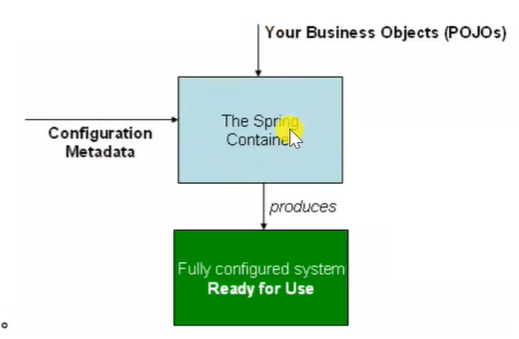 Your Business Objects (POJOs)
The Spring
Container
Configuration
Metadata
produces
Fully configured system
Ready for Use
。